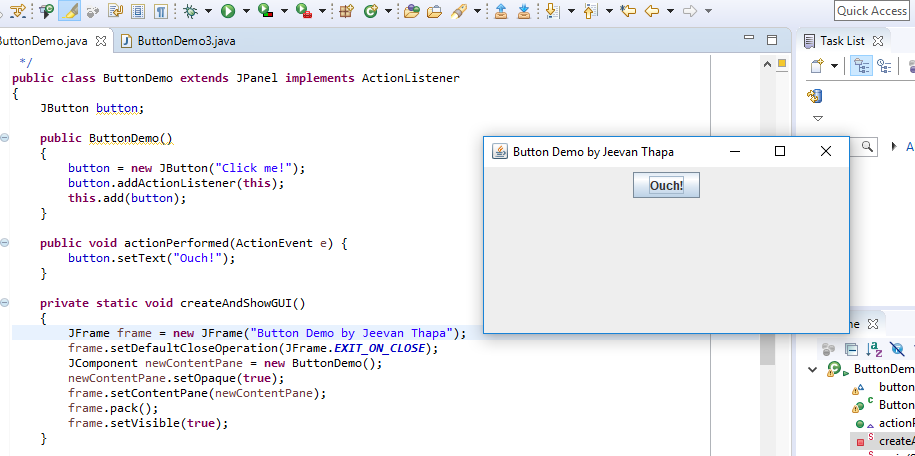 Quick Access
ButtonDemo.java
ButtonDemo3.java
Task List
*/
public class ButtonDemo extends JPanel implements ActionListener
{
JButton button;
public ButtonDemo()
{
button = new JButton("Click me!");
button.addActionListener(this);
this.add(button);
}
public void actionPerformed(ActionEvent e) {
button.setText("Ouch!");
}
private static void createAndShowGUI()
{
JFrame frame = new JFrame("Button Demo by Jeevan Thapa");
frame.setDefaultCloseOperation(JFrame.EXIT_ON_CLOSE);
JComponent newContentPane = new ButtonDemo();
newContentPane.setOpaque(true);
frame.setContentPane(newContentPane);
frame.pack();
frame.setVisible(true);
}
Button Demo by Jeevan Thapa
Ouch!
A
ne
ButtonDem
button
Button
actionP
createA